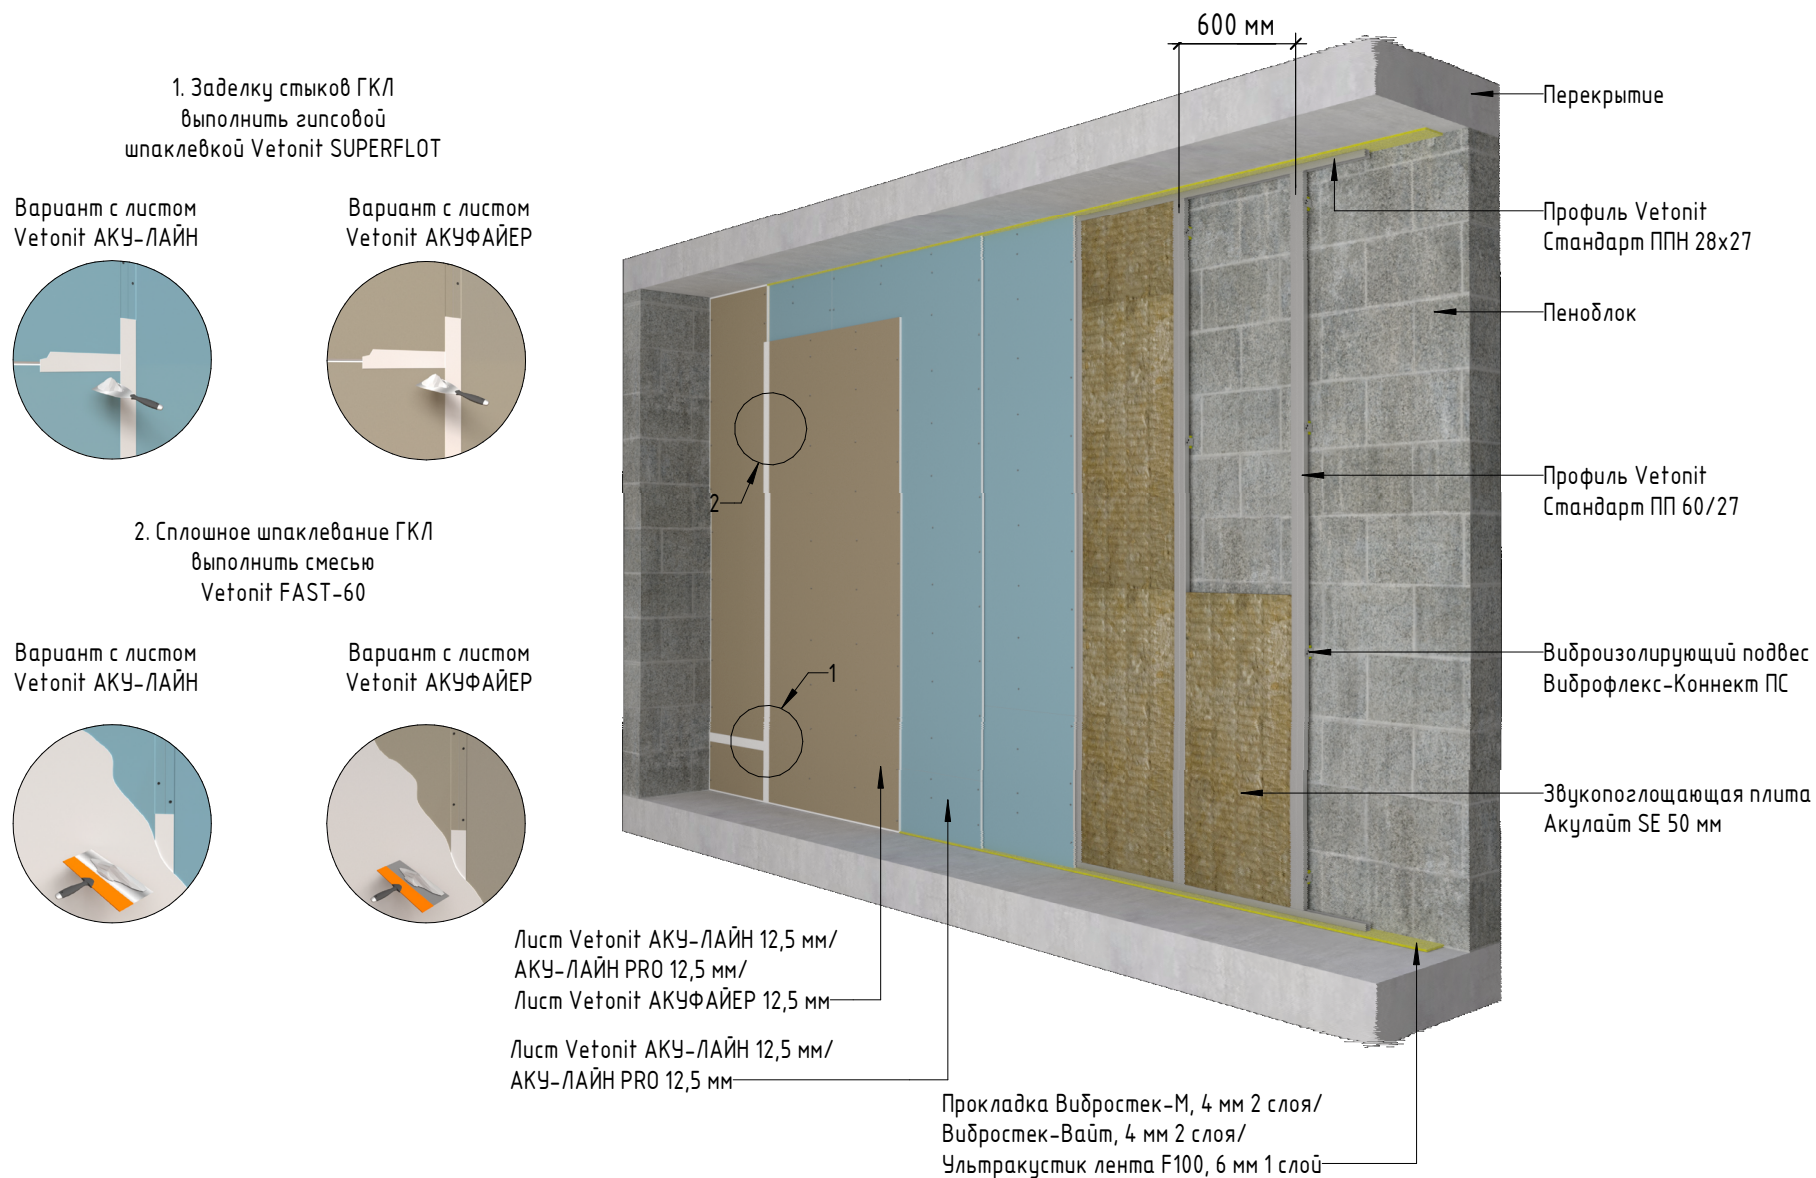 1. Заделку стыков ГКЛ
выполнить гипсовой
шпаклевкой Vetonit SUPERFLOT
Вариант с листом
Vetonit АКУ-ЛАЙН
Вариант с листом
Vetonit АКУФАЙЕР
2. Сплошное шпаклевание ГКЛ
выполнить смесью
Vetonit FAST-60
Вариант с листом
Vetonit АКУ-ЛАЙН
Вариант с листом
Vetonit АКУФАЙЕР
600 мм
Перекрытие
Профиль Vetonit
Стандарт ППН 28х27
Пеноблок
Профиль Vetonit
Стандарт ПП 60/27
Виброизолирующий подвес
Виброфлекс-Коннект ПС
Звукопоглощающая плита
Акулайт SE 50 мм
2
1
Лист Vetonit АКУ-ЛАЙН 12,5 мм/
АКУ-ЛАЙН PRO 12,5 мм/
Лист Vetonit АКУФАЙЕР 12,5 мм
Лист Vetonit АКУ-ЛАЙН 12,5 мм/
АКУ-ЛАЙН PRO 12,5 мм
Прокладка Вибростек-М, 4 мм 2 слоя/
Вибростек-Вайт, 4 мм 2 слоя/
Ультракустик лента F100, 6 мм 1 слой